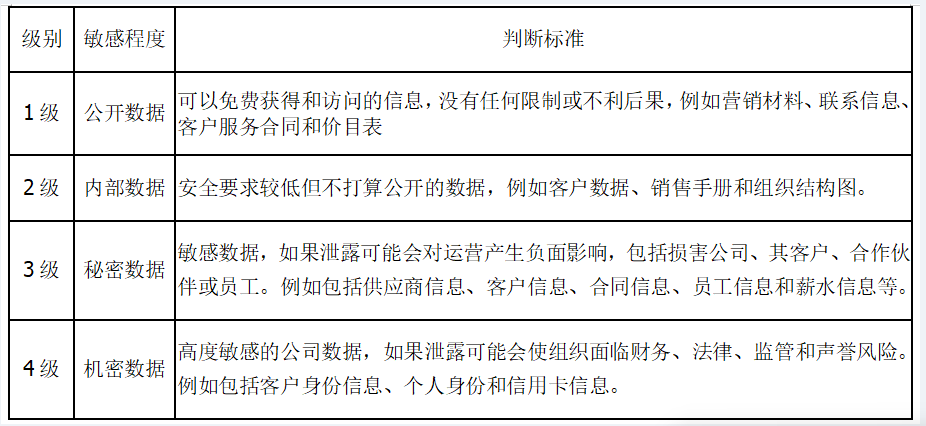 级别 敏感程度 判断标准
1级 公开数据 可以免费获得和访问的信息，没有任何限制或不利后果，例如营销材料、联系信息、
客户服务合同和价目表
2级 内部数据 安全要求较低但不打算公开的数据，例如客户数据、销售手册和组织结构图。
3级 秘密数据 敏感数据，如果泄露可能会对运营产生负面影响，包括损害公司、其客户、合作伙
伴或员工。例如包括供应商信息、客户信息、合同信息、员工信息和薪水信息等。
4级 机密数据 高度敏感的公司数据，如果泄露可能会使组织面临财务、法律、监管和声誉风险。
例如包括客户身份信息、个人身份和信用卡信息。